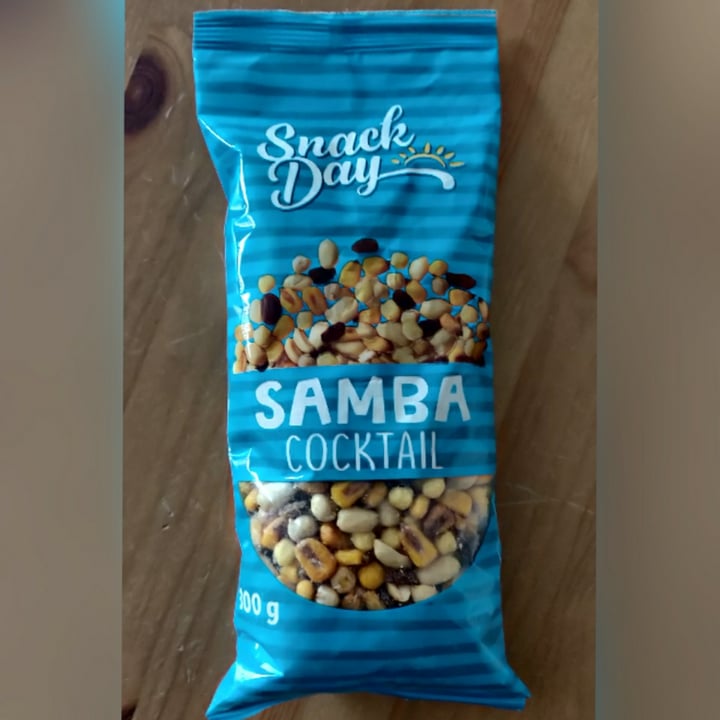 Snack
Day
SAMBA
COCKTAIL
300 g